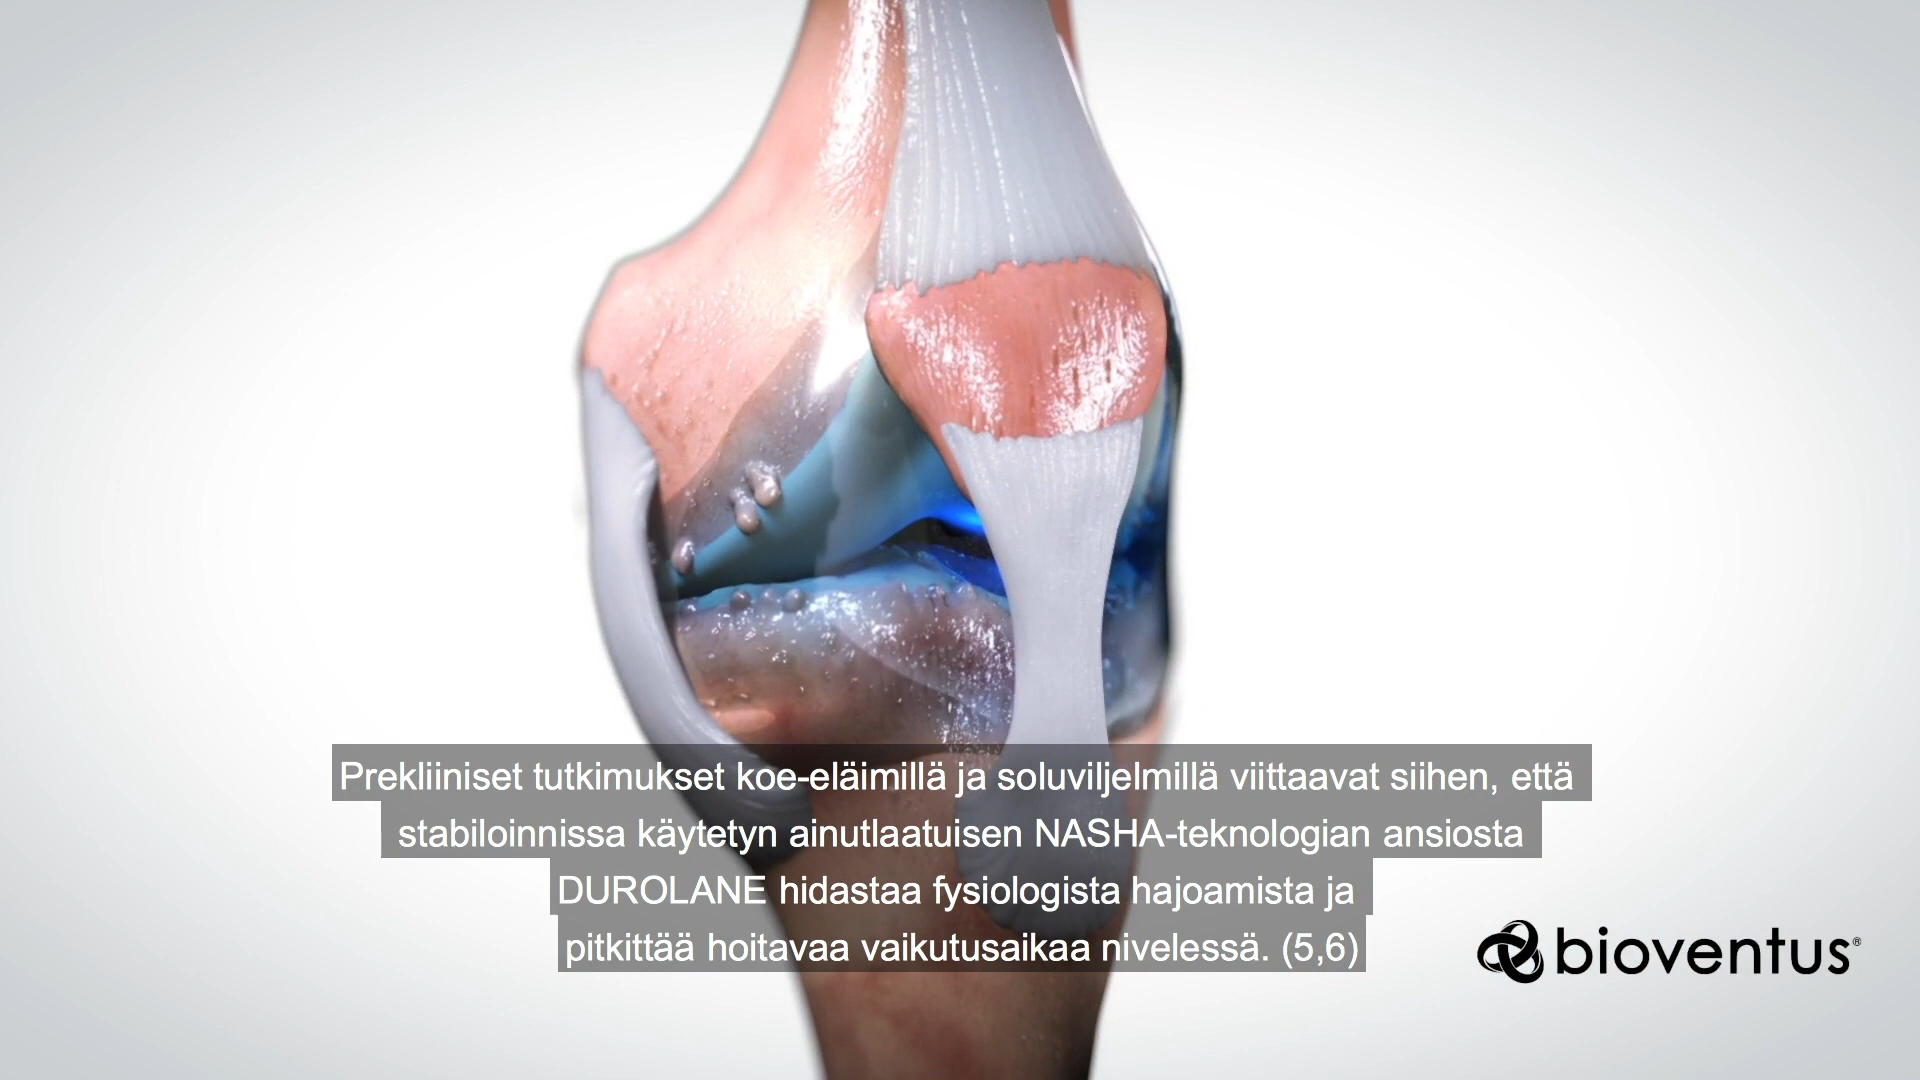 Prekliiniset tutkimukset koe-eläimillä ja soluviljelmillä viittaavat siihen, että
stabiloinnissa käytetyn ainutlaatuisen NASHA-teknologian ansiosta
DUROLANE hidastaa fysiologista hajoamista ja
pitkittää hoitavaa vaikutusaikaa nivelessä. (5,6)
bioventus®